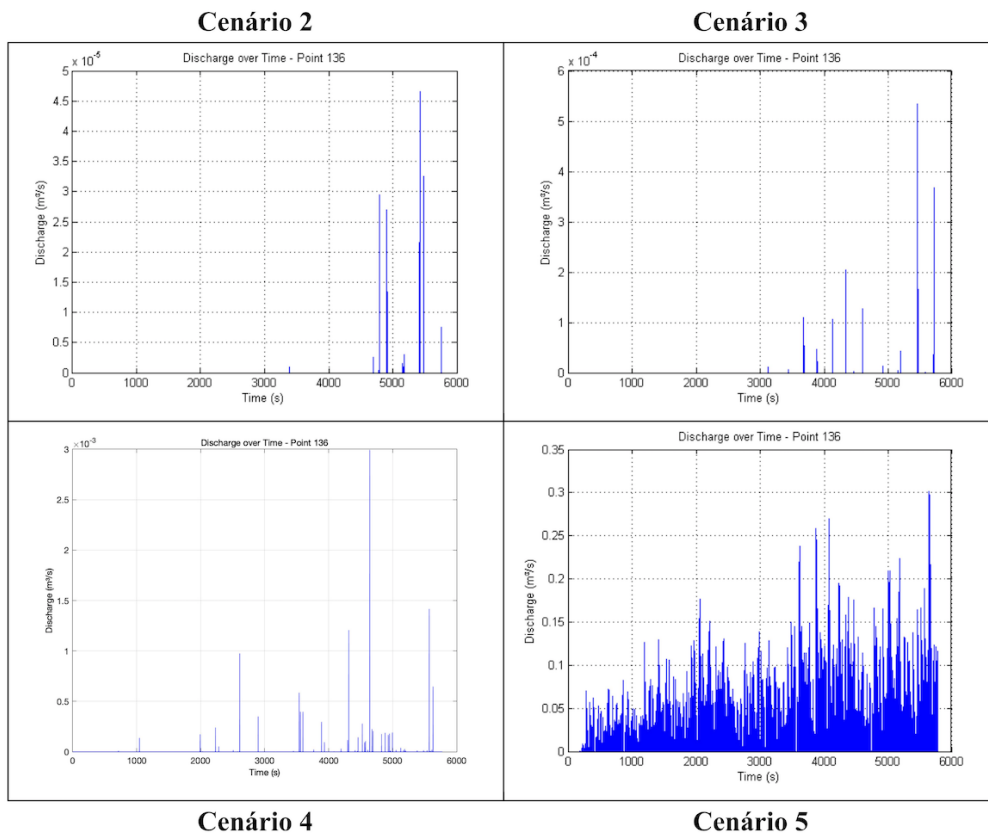 Cenário 2
Cenário 3
x 10⁻⁵
Discharge over Time - Point 136
5
4.5
4
3.5
3
2.5
2
1.5
1
0.5
0
Discharge (m³/s)
0 1000 2000 3000 4000 5000 6000
Time (s)
x 10⁻⁴
Discharge over Time - Point 136
6
5
4
3
2
1
0
Discharge (m³/s)
0 1000 2000 3000 4000 5000 6000
Time (s)
×10⁻³
Discharge over Time - Point 136
3
2.5
2
1.5
1
0.5
0
Discharge (m³/s)
0 1000 2000 3000 4000 5000 6000
Time (s)
Discharge over Time - Point 136
0.35
0.3
0.25
0.2
0.15
0.1
0.05
0
Discharge (m³/s)
0 1000 2000 3000 4000 5000 6000
Time (s)
Cenário 4
Cenário 5